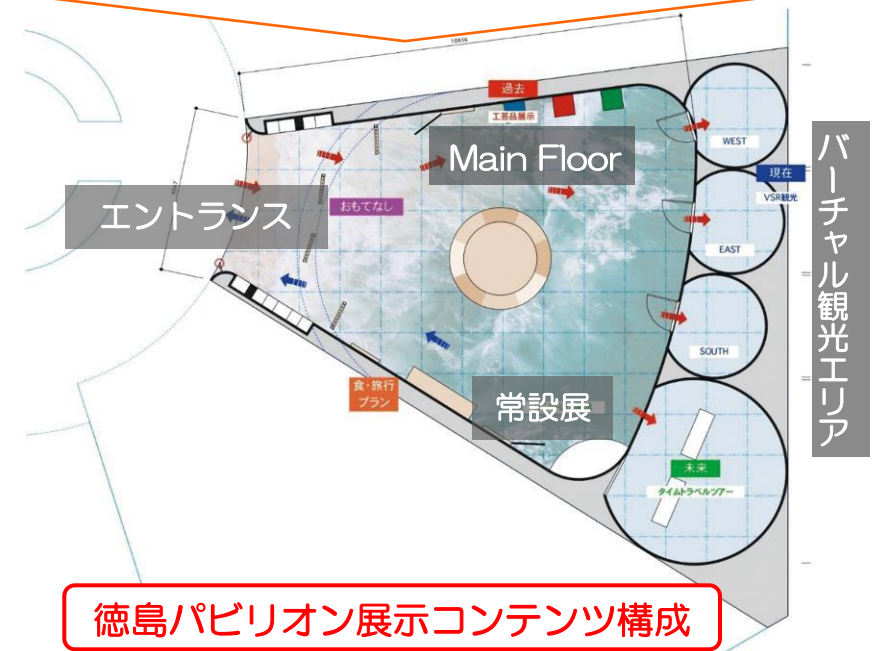 過去
工芸品展示
Main Floor
WEST
現在
VSR観光
バーチャル観光エリア
エントランス
おもてなし
EAST
SOUTH
食・旅行
プラン
常設展
未来
タイムトラベルツアー
徳島パビリオン展示コンテンツ構成